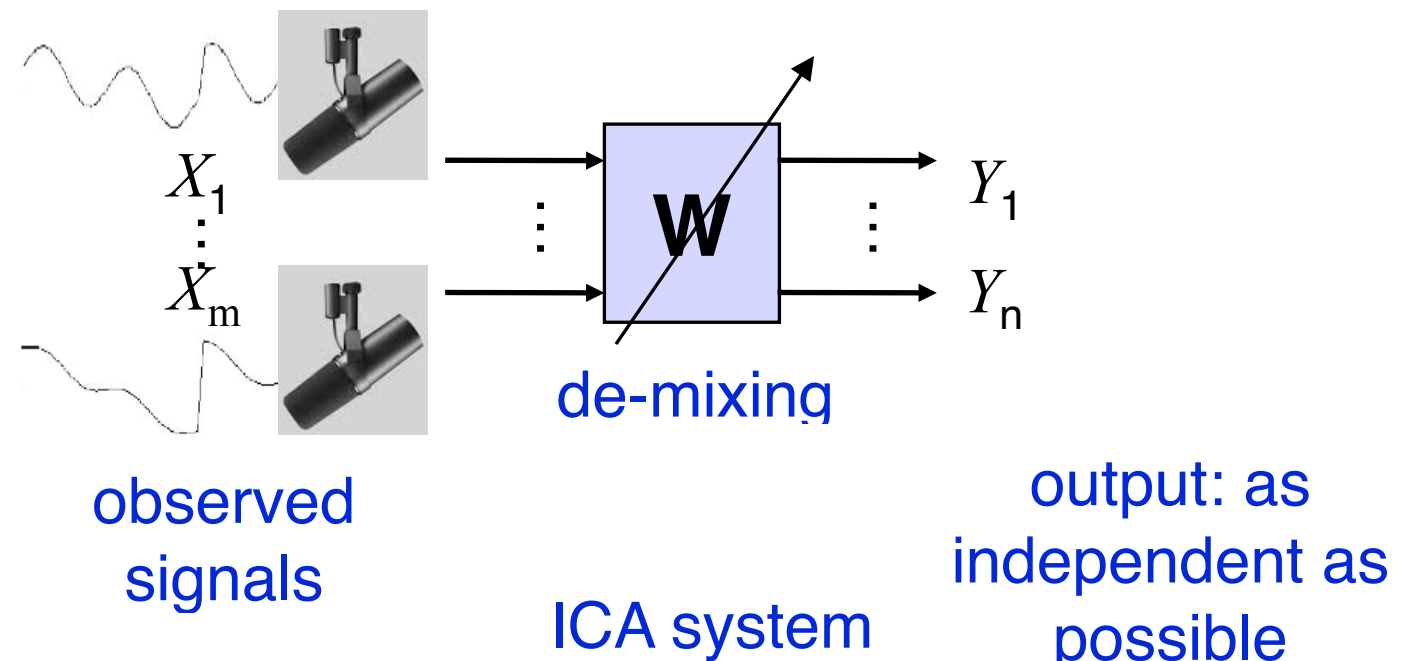 X1
⋮
Xm
⋮
W
⋮
Y1
Yn
de-mixing
observed
signals
ICA system
output: as
independent as
possible